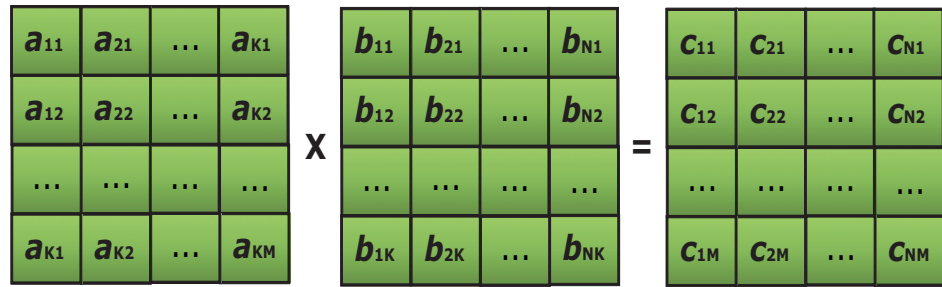 a11 a21 ... aK1 b11 b21 ... bN1 c11 c21 ... cN1
a12 a22 ... aK2 b12 b22 ... bN2 c12 c22 ... cN2
X =
... ... ... ... ... ... ... ... ... ... ... ...
aK1 aK2 ... aKM b1K b2K ... bNK c1M c2M ... cNM